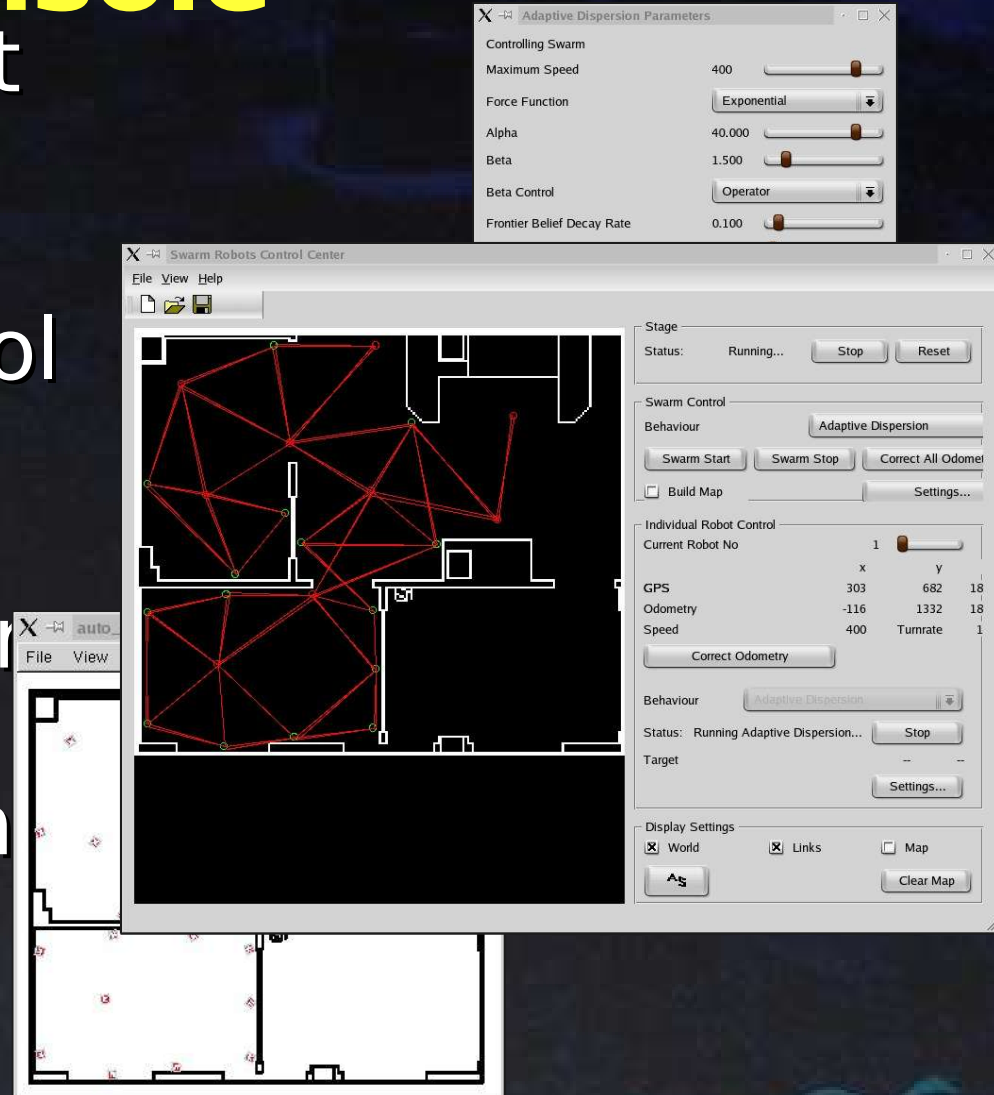 nsole
t
ol
Adaptive Dispersion Parameters
Controlling Swarm
Maximum Speed 400
Force Function Exponential
Alpha 40.000
Beta 1.500
Beta Control Operator
Frontier Belief Decay Rate 0.100
Swarm Robots Control Center
File View Help
Stage
Status: Running... Stop Reset
Swarm Control
Behaviour Adaptive Dispersion
Swarm Start Swarm Stop Correct All Odomet
Build Map Settings...
Individual Robot Control
Current Robot No 1
x y
GPS 303 682 18
Odometry -116 1332 18
Speed 400 Turnrate 1
Correct Odometry
Behaviour Adaptive Dispersion
Status: Running Adaptive Dispersion... Stop
Target -- --
Settings...
Display Settings
World Links Map
Clear Map
auto_
File View